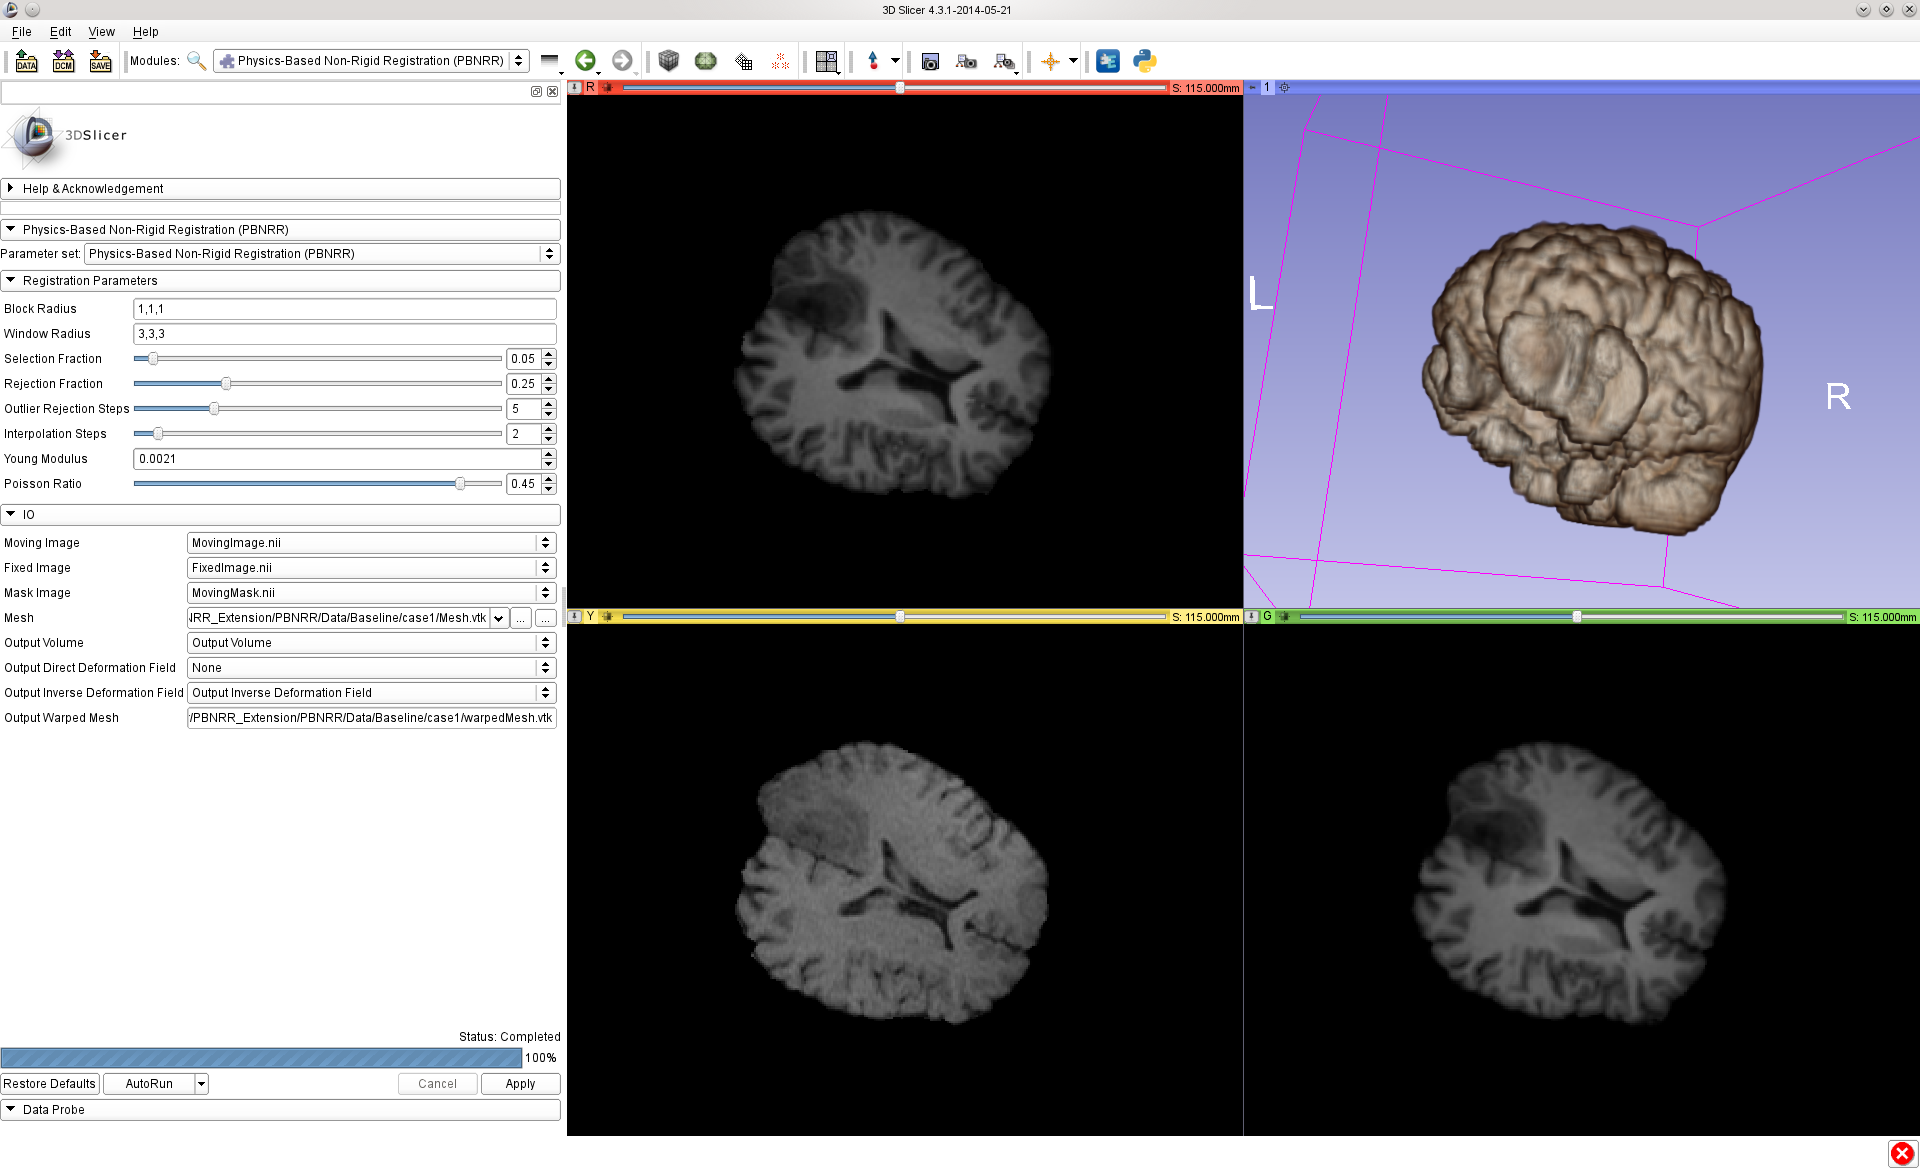 3D Slicer 4.3.1-2014-05-21
File Edit View Help
DATA DCM SAVE Modules: Physics-Based Non-Rigid Registration (PBNRR)
3DSlicer
Help & Acknowledgement
Physics-Based Non-Rigid Registration (PBNRR)
Parameter set: Physics-Based Non-Rigid Registration (PBNRR)
Registration Parameters
Block Radius 1,1,1
Window Radius 3,3,3
Selection Fraction 0.05
Rejection Fraction 0.25
Outlier Rejection Steps 5
Interpolation Steps 2
Young Modulus 0.0021
Poisson Ratio 0.45
IO
Moving Image MovingImage.nii
Fixed Image FixedImage.nii
Mask Image MovingMask.nii
Mesh IRR_Extension/PBNRR/Data/Baseline/case1/Mesh.vtk ... ...
Output Volume Output Volume
Output Direct Deformation Field None
Output Inverse Deformation Field Output Inverse Deformation Field
Output Warped Mesh /PBNRR_Extension/PBNRR/Data/Baseline/case1/warpedMesh.vtk
Status: Completed
100%
Restore Defaults AutoRun Cancel Apply
Data Probe
R S: 115.000mm
1
L
R
Y S: 115.000mm
G S: 115.000mm